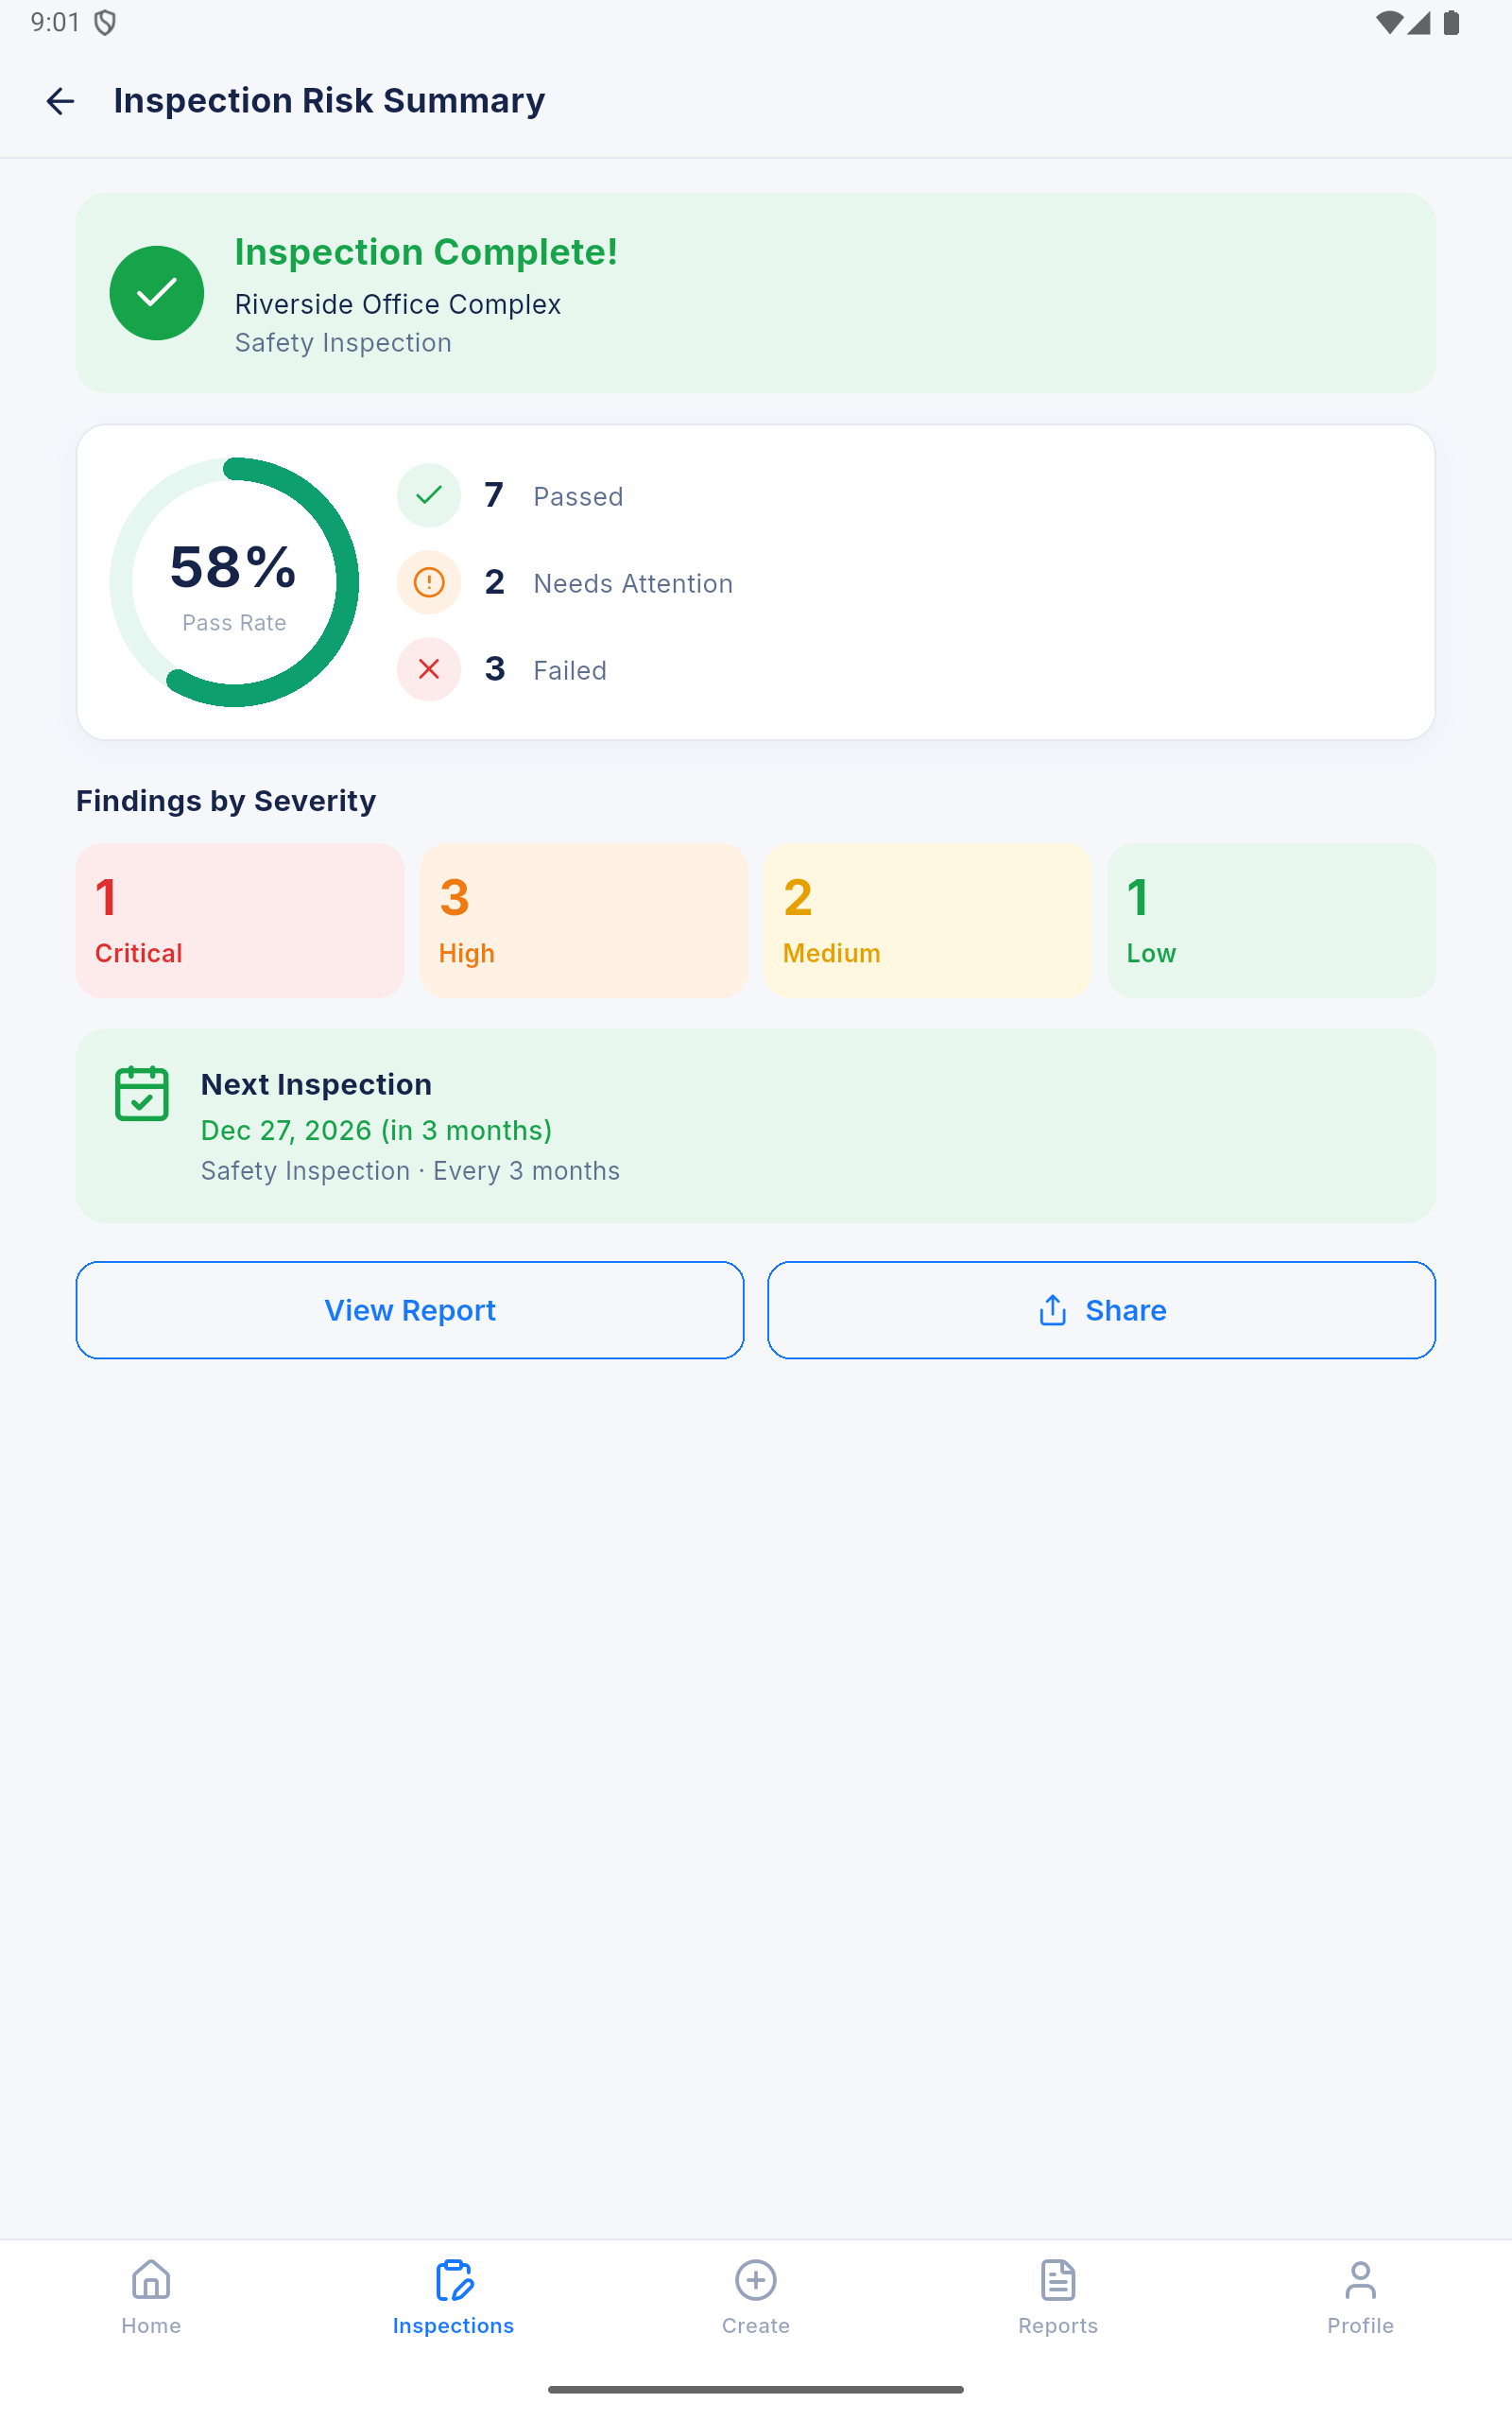 9:01
Inspection Risk Summary
Inspection Complete!
Riverside Office Complex
Safety Inspection
58%
Pass Rate
7 Passed
2 Needs Attention
3 Failed
Findings by Severity
1
Critical
3
High
2
Medium
1
Low
Next Inspection
Dec 27, 2026 (in 3 months)
Safety Inspection · Every 3 months
View Report
Share
Home
Inspections
Create
Reports
Profile